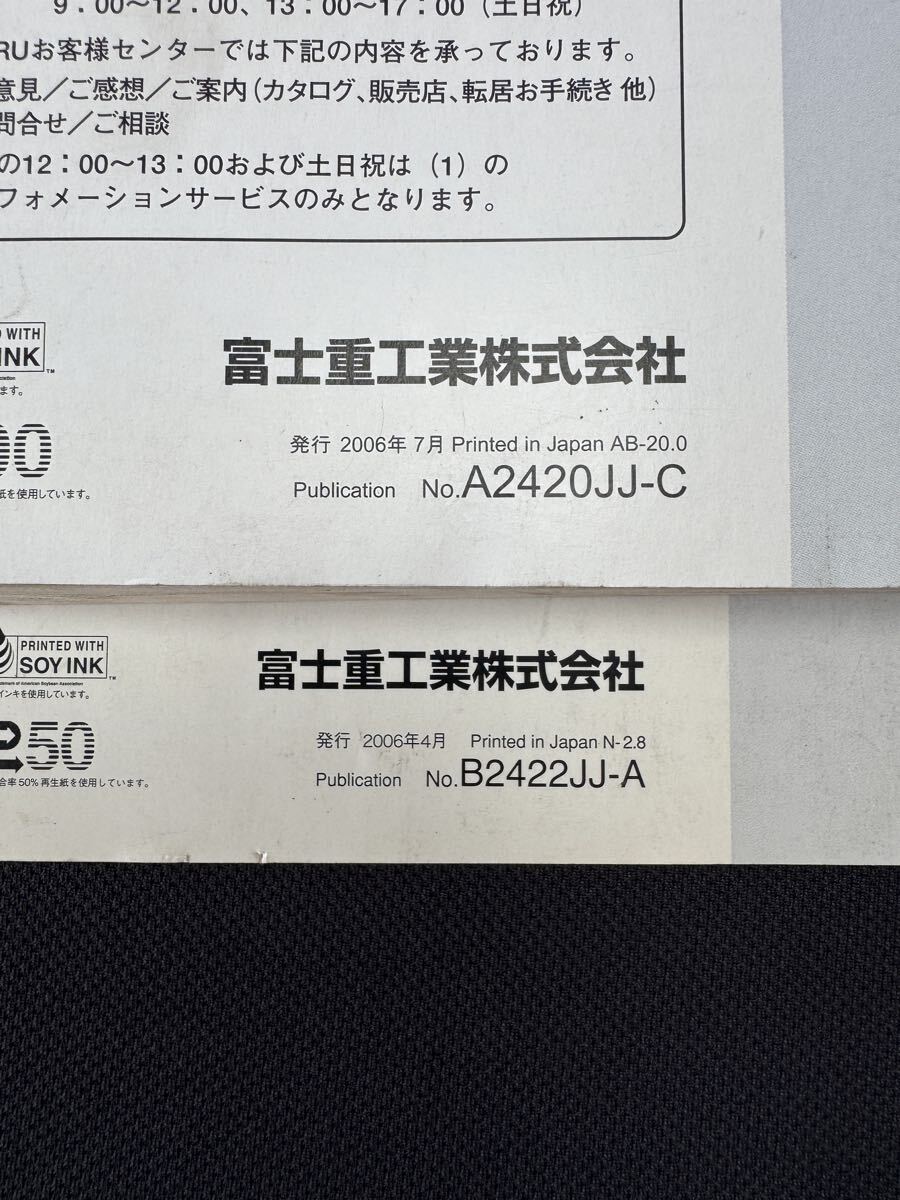 9:00〜12:00、13:00〜17:00（土日祝）
RUお客様センターでは下記の内容を承っております。
意見／ご感想／ご案内（カタログ、販売店、転居お手続き 他）
問合せ／ご相談
の12：00〜13：00および土日祝は（1）の
フォメーションサービスのみとなります。
D WITH
INK
TM
ociation
ます。
富士重工業株式会社
00
発行 2006年 7月 Printed in Japan AB-20.0
紙を使用しています。
Publication No.A2420JJ-C
PRINTED WITH
SOY INK
TM
demark of American Soybean Association
インキを使用しています。
富士重工業株式会社
50
発行 2006年4月 Printed in Japan N-2.8
合率50%再生紙を使用しています。
Publication No.B2422JJ-A